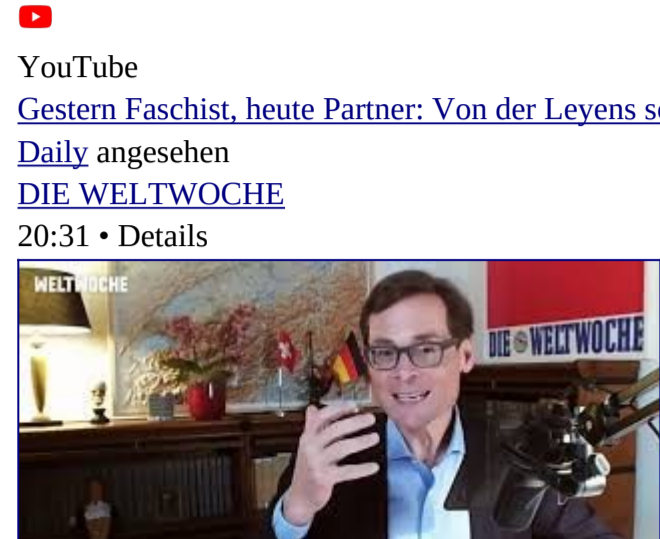 YouTube
Gestern Faschist, heute Partner: Von der Leyens
Daily angesehen
DIE WELTWOCHE
20:31 • Details
WELTWOCHE
DIE WELTWOCHE